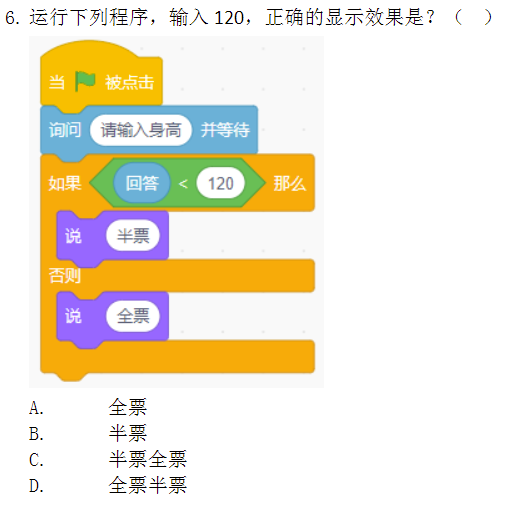 6. 运行下列程序，输入 120，正确的显示效果是？（ ）
当 被点击
询问 请输入身高 并等待
如果 回答 < 120 那么
说 半票
否则
说 全票
A. 全票
B. 半票
C. 半票全票
D. 全票半票